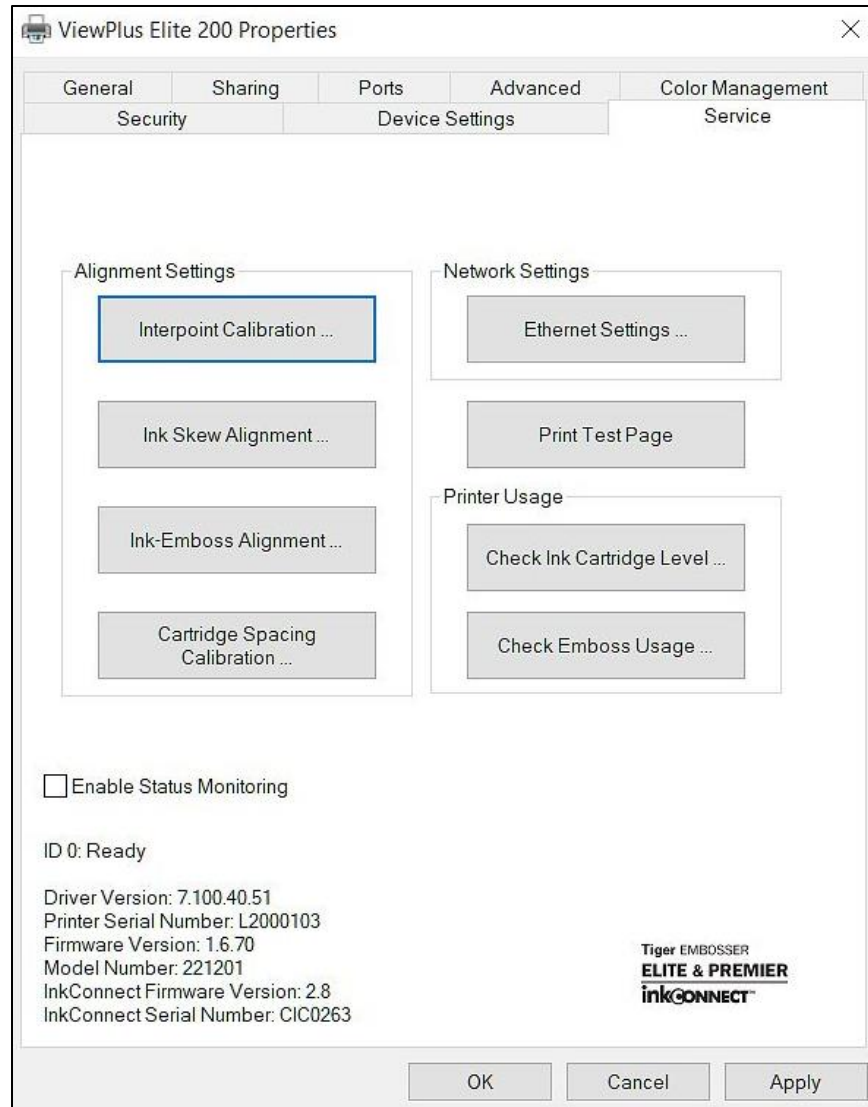 ViewPlus Elite 200 Properties
General Sharing Ports Advanced Color Management
Security Device Settings Service
Alignment Settings
Interpoint Calibration ...
Ink Skew Alignment ...
Ink-Emboss Alignment ...
Cartridge Spacing
Calibration ...
Network Settings
Ethernet Settings ...
Print Test Page
Printer Usage
Check Ink Cartridge Level ...
Check Emboss Usage ...
Enable Status Monitoring
ID 0: Ready
Driver Version: 7.100.40.51
Printer Serial Number: L2000103
Firmware Version: 1.6.70
Model Number: 221201
InkConnect Firmware Version: 2.8
InkConnect Serial Number: CIC0263
Tiger EMBOSSER
ELITE & PREMIER
inkCONNECT™
OK Cancel Apply